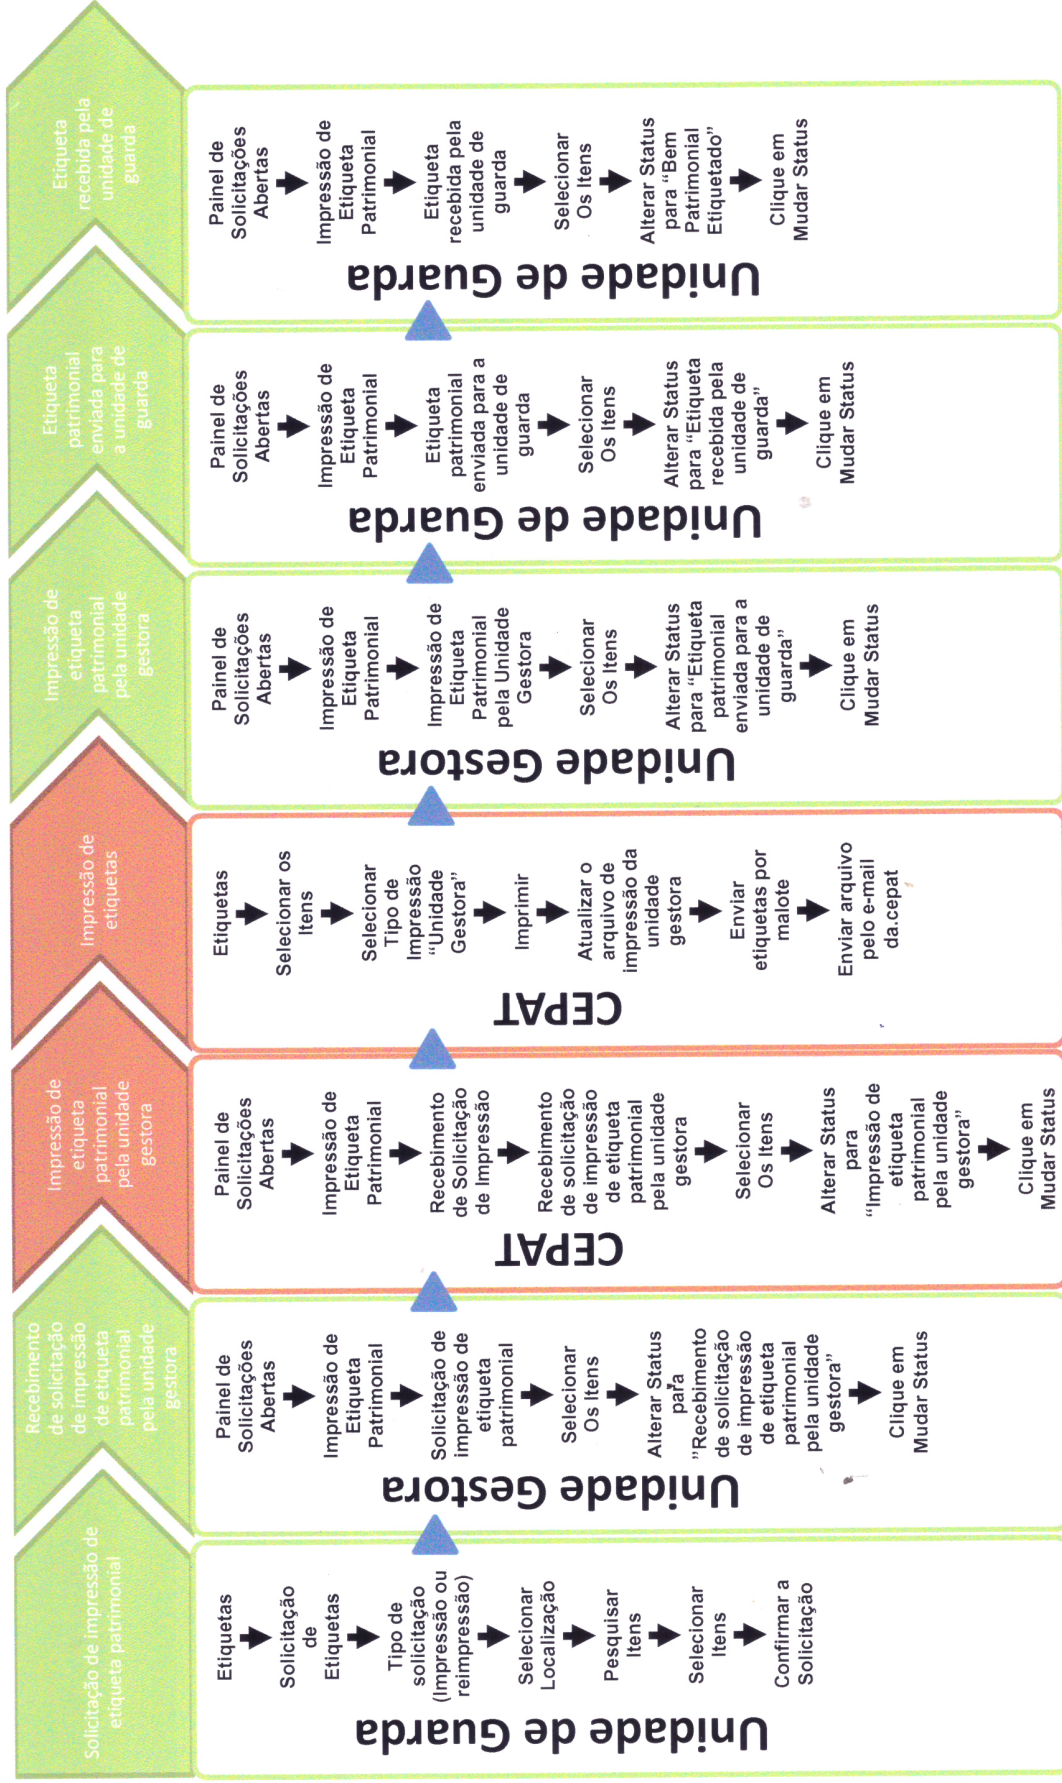 Solicitação de impressão de
etiqueta patrimonial
Recebimento
de solicitação
de impressão
de etiqueta
patrimonial
pela unidade
gestora
Impressão de
etiqueta
patrimonial
pela unidade
gestora
Impressão de
etiquetas
Impressão de
etiqueta
patrimonial
pela unidade
gestora
Etiqueta
patrimonial
enviada para
a unidade de
guarda
Etiqueta
recebida pela
unidade de
guarda
Unidade de Guarda
Etiquetas
Solicitação
de
Etiquetas
Tipo de
solicitação
(Impressão ou
reimpressão)
Selecionar
Localização
Pesquisar
Itens
Selecionar
Itens
Confirmar a
Solicitação
Unidade Gestora
Painel de
Solicitações
Abertas
Impressão de
Etiqueta
Patrimonial
Solicitação de
impressão de
etiqueta
patrimonial
Selecionar
Os Itens
Alterar Status
para
"Recebimento
de solicitação
de impressão
de etiqueta
patrimonial
pela unidade
gestora”
Clique em
Mudar Status
CEPAT
Painel de
Solicitações
Abertas
Impressão de
Etiqueta
Patrimonial
Recebimento
de Solicitação
de Impressão
Recebimento
de solicitação
de impressão
de etiqueta
patrimonial
pela unidade
gestora
Selecionar
Os Itens
Alterar Status
para
“Impressão de
etiqueta
patrimonial
pela unidade
gestora”
Clique em
Mudar Status
CEPAT
Etiquetas
Selecionar os
Itens
Selecionar
Tipo de
Impressão
“Unidade
Gestora”
Imprimir
Atualizar o
arquivo de
impressão da
unidade
gestora
Enviar
etiquetas por
malote
Enviar arquivo
pelo e-mail
da.cepat
Unidade Gestora
Painel de
Solicitações
Abertas
Impressão de
Etiqueta
Patrimonial
Impressão de
Etiqueta
Patrimonial
pela Unidade
Gestora
Selecionar
Os Itens
Alterar Status
para “Etiqueta
patrimonial
enviada para a
unidade de
guarda”
Clique em
Mudar Status
Unidade de Guarda
Painel de
Solicitações
Abertas
Impressão de
Etiqueta
Patrimonial
Etiqueta
patrimonial
enviada para a
unidade de
guarda
Selecionar
Os Itens
Alterar Status
para “Etiqueta
recebida pela
unidade de
guarda”
Clique em
Mudar Status
Unidade de Guarda
Painel de
Solicitações
Abertas
Impressão de
Etiqueta
Patrimonial
Etiqueta
recebida pela
unidade de
guarda
Selecionar
Os Itens
Alterar Status
para “Bem
Patrimonial
Etiquetado”
Clique em
Mudar Status